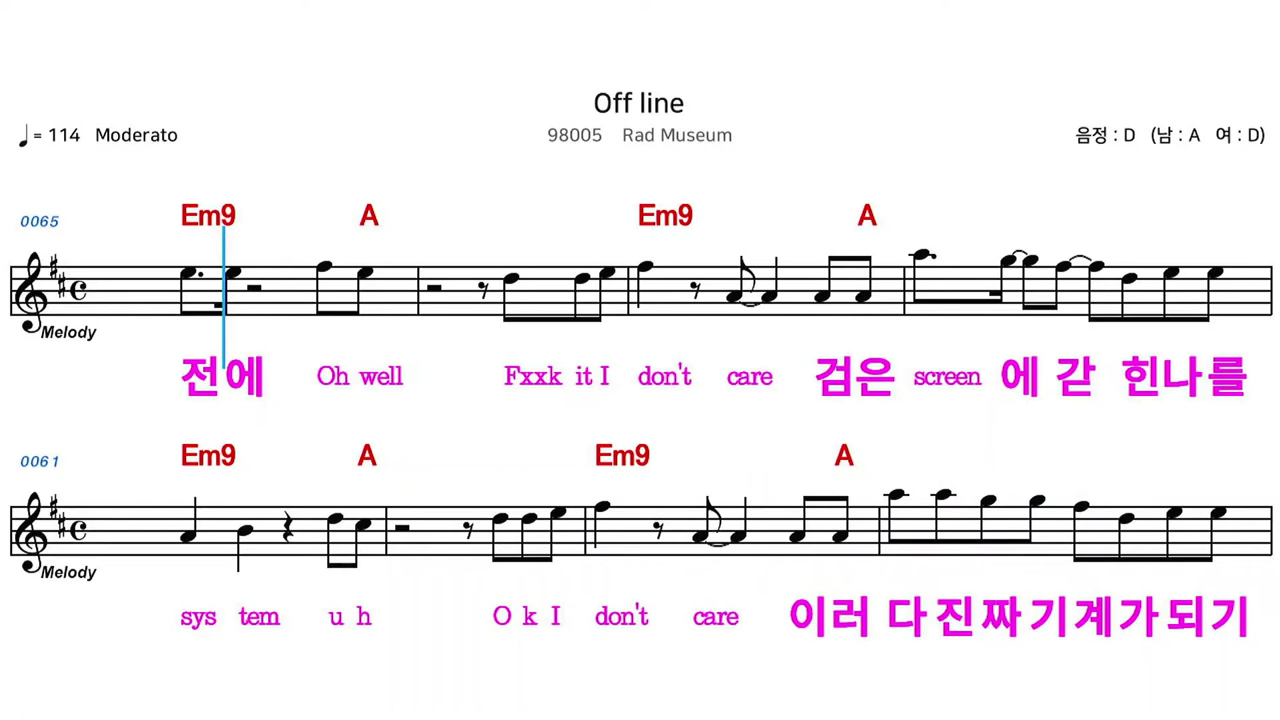 Off line
♩= 114 Moderato 98005 Rad Museum 음정 : D (남 : A 여 : D)
0065 Em9 A Em9 A
Melody
전에 Oh well Fxxk it I don't care 검은 screen 에 갇 힌나를
0061 Em9 A Em9 A
Melody
sys tem u h O k I don't care 이러 다진짜기계가되기